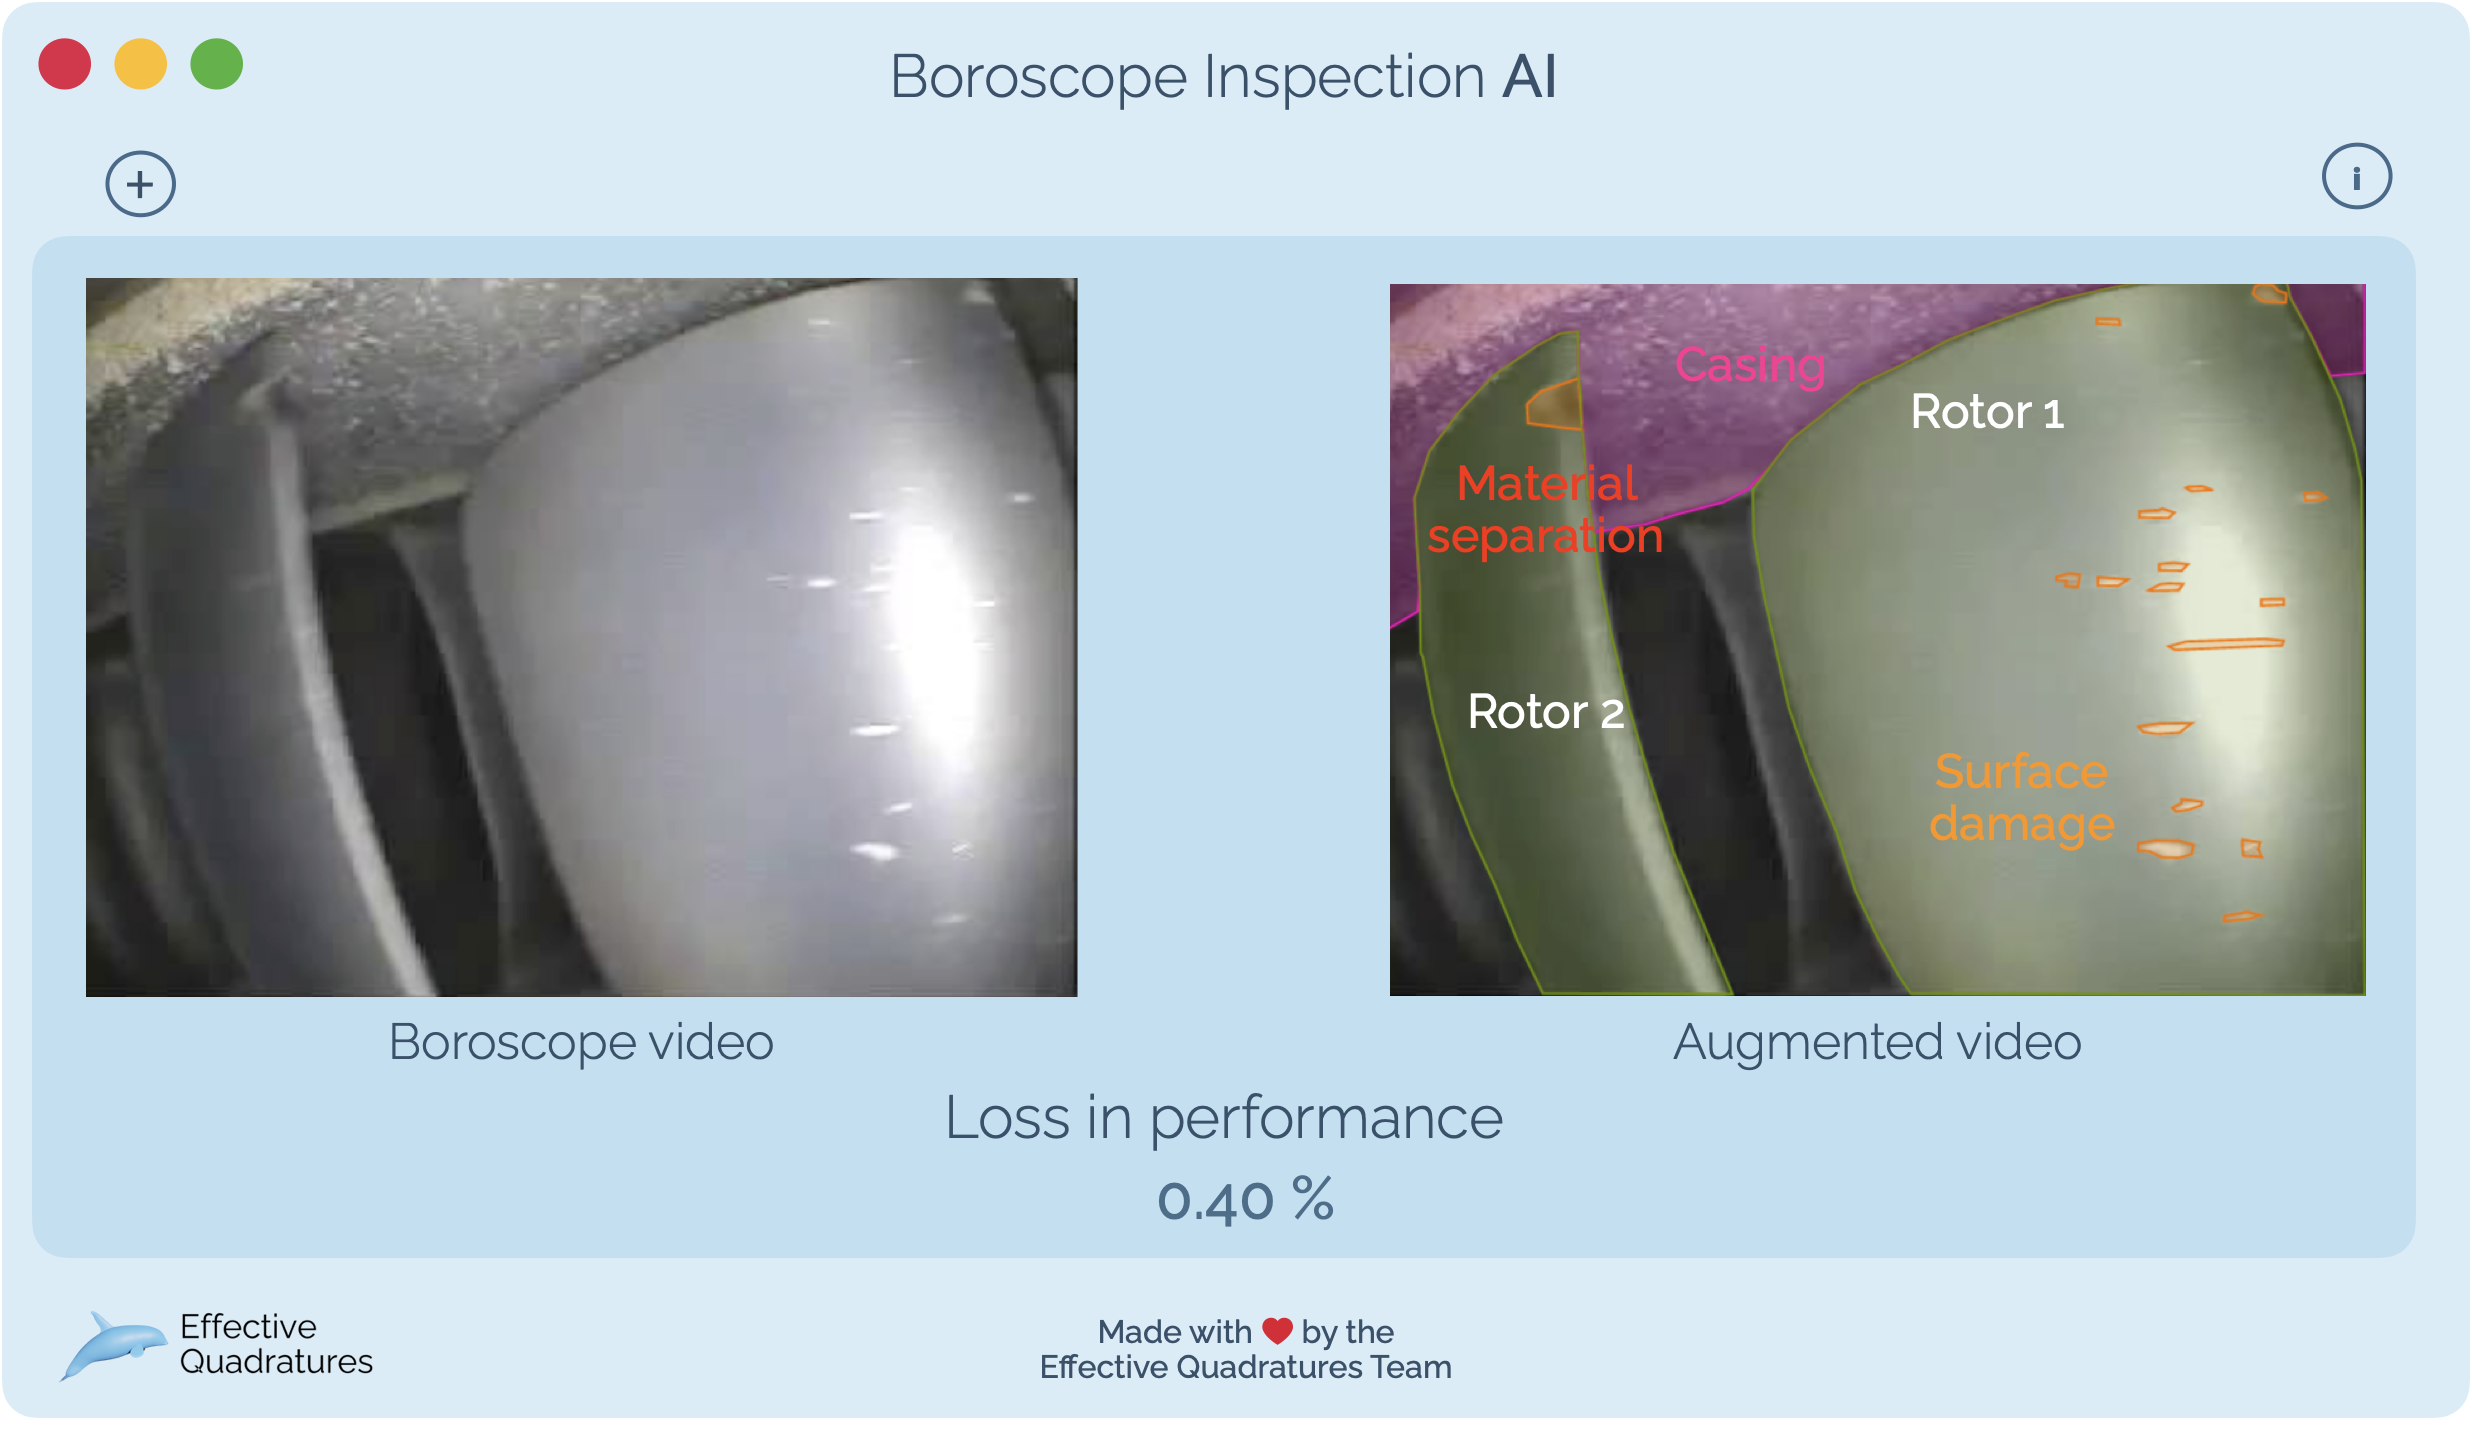 Boroscope Inspection AI
+
i
Casing
Rotor 1
Material
separation
Rotor 2
Surface
damage
Boroscope video
Augmented video
Loss in performance
0.40 %
Effective
Quadratures
Made with ❤ by the
Effective Quadratures Team